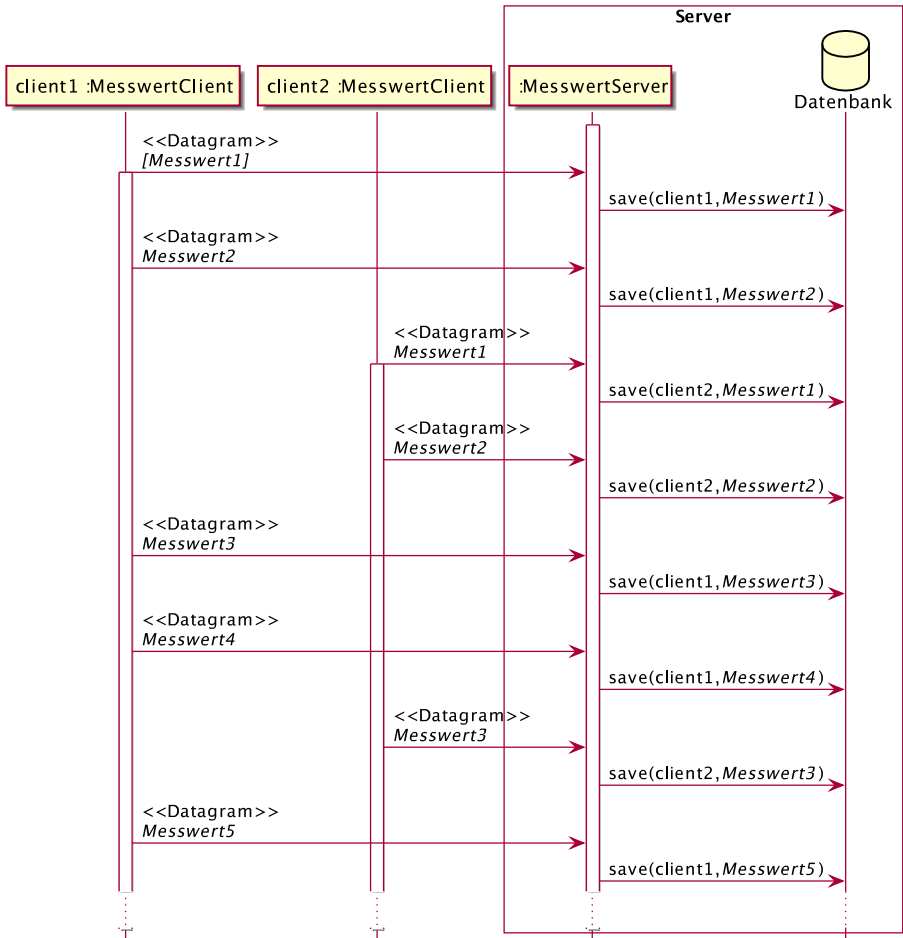 Server
client1 :MesswertClient
client2 :MesswertClient
:MesswertServer
Datenbank
<<Datagram>>
[Messwert1]
save(client1,Messwert1)
<<Datagram>>
Messwert2
save(client1,Messwert2)
<<Datagram>>
Messwert1
save(client2,Messwert1)
<<Datagram>>
Messwert2
save(client2,Messwert2)
<<Datagram>>
Messwert3
save(client1,Messwert3)
<<Datagram>>
Messwert4
save(client1,Messwert4)
<<Datagram>>
Messwert3
save(client2,Messwert3)
<<Datagram>>
Messwert5
save(client1,Messwert5)